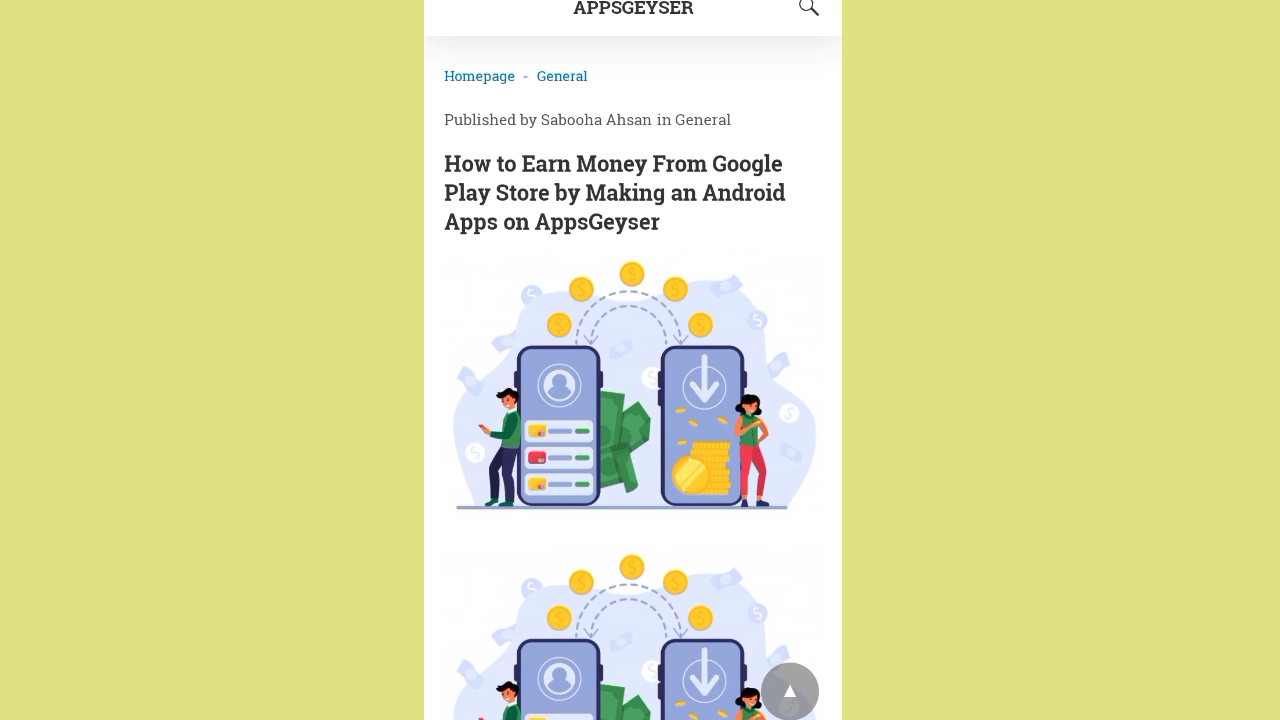 APPSGEYSER
Homepage - General
Published by Sabooha Ahsan in General
How to Earn Money From Google
Play Store by Making an Android
Apps on AppsGeyser